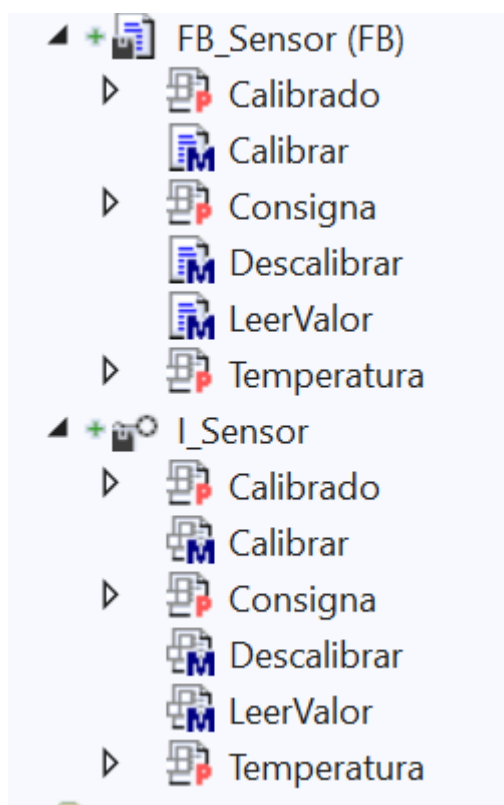 FB_Sensor (FB)
Calibrado
Calibrar
Consigna
Descalibrar
LeerValor
Temperatura
I_Sensor
Calibrado
Calibrar
Consigna
Descalibrar
LeerValor
Temperatura